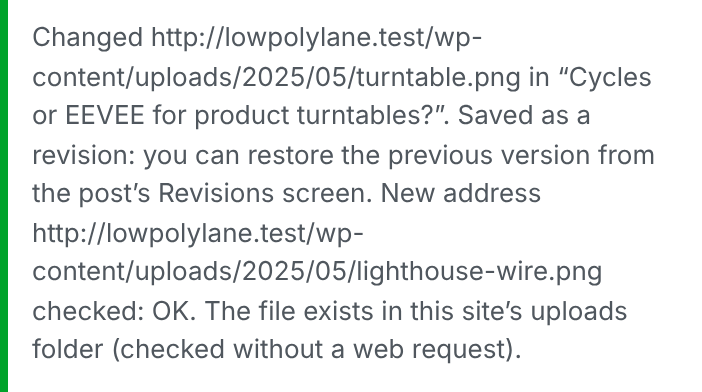 Changed http://lowpolylane.test/wp-
content/uploads/2025/05/turntable.png in “Cycles
or EEVEE for product turntables?”. Saved as a
revision: you can restore the previous version from
the post’s Revisions screen. New address
http://lowpolylane.test/wp-
content/uploads/2025/05/lighthouse-wire.png
checked: OK. The file exists in this site’s uploads
folder (checked without a web request).